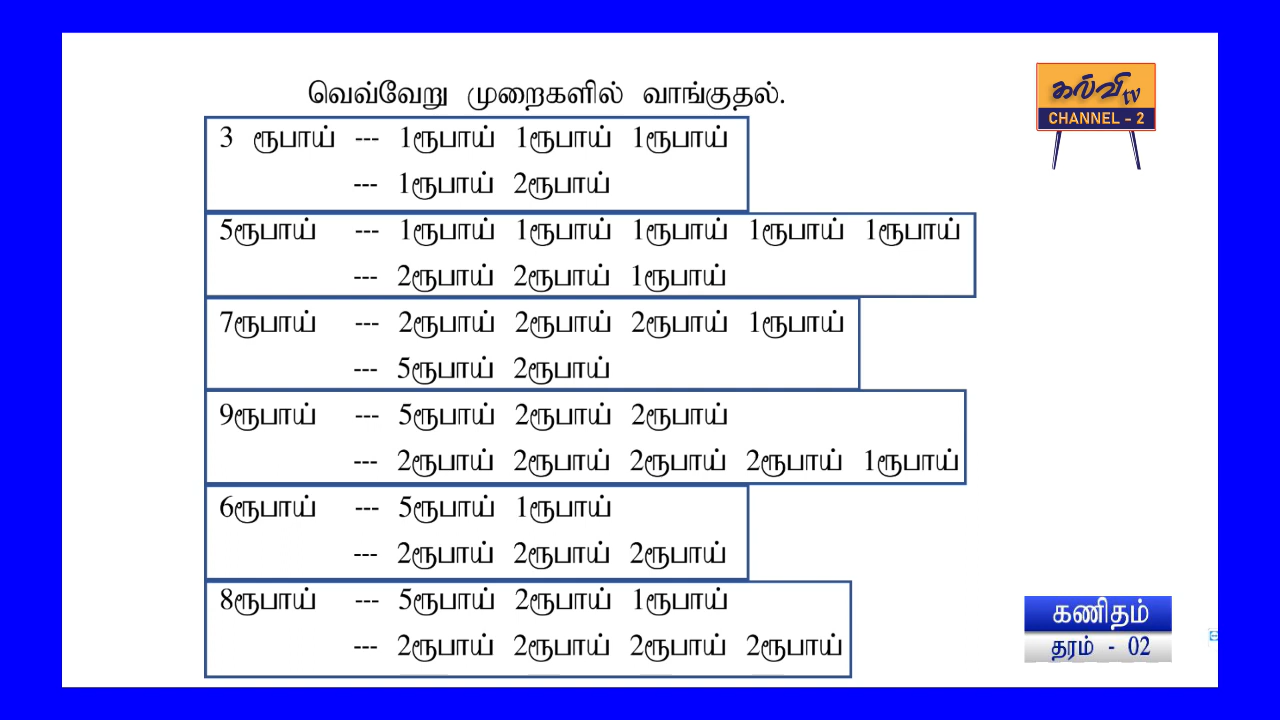 வெவ்வேறு முறைகளில் வாங்குதல்.
கல்வி tv
CHANNEL - 2
3 ரூபாய் --- 1ரூபாய் 1ரூபாய் 1ரூபாய்
--- 1ரூபாய் 2ரூபாய்
5ரூபாய் --- 1ரூபாய் 1ரூபாய் 1ரூபாய் 1ரூபாய் 1ரூபாய்
--- 2ரூபாய் 2ரூபாய் 1ரூபாய்
7ரூபாய் --- 2ரூபாய் 2ரூபாய் 2ரூபாய் 1ரூபாய்
--- 5ரூபாய் 2ரூபாய்
9ரூபாய் --- 5ரூபாய் 2ரூபாய் 2ரூபாய்
--- 2ரூபாய் 2ரூபாய் 2ரூபாய் 2ரூபாய் 1ரூபாய்
6ரூபாய் --- 5ரூபாய் 1ரூபாய்
--- 2ரூபாய் 2ரூபாய் 2ரூபாய்
8ரூபாய் --- 5ரூபாய் 2ரூபாய் 1ரூபாய்
--- 2ரூபாய் 2ரூபாய் 2ரூபாய் 2ரூபாய்
கணிதம்
தரம் - 02